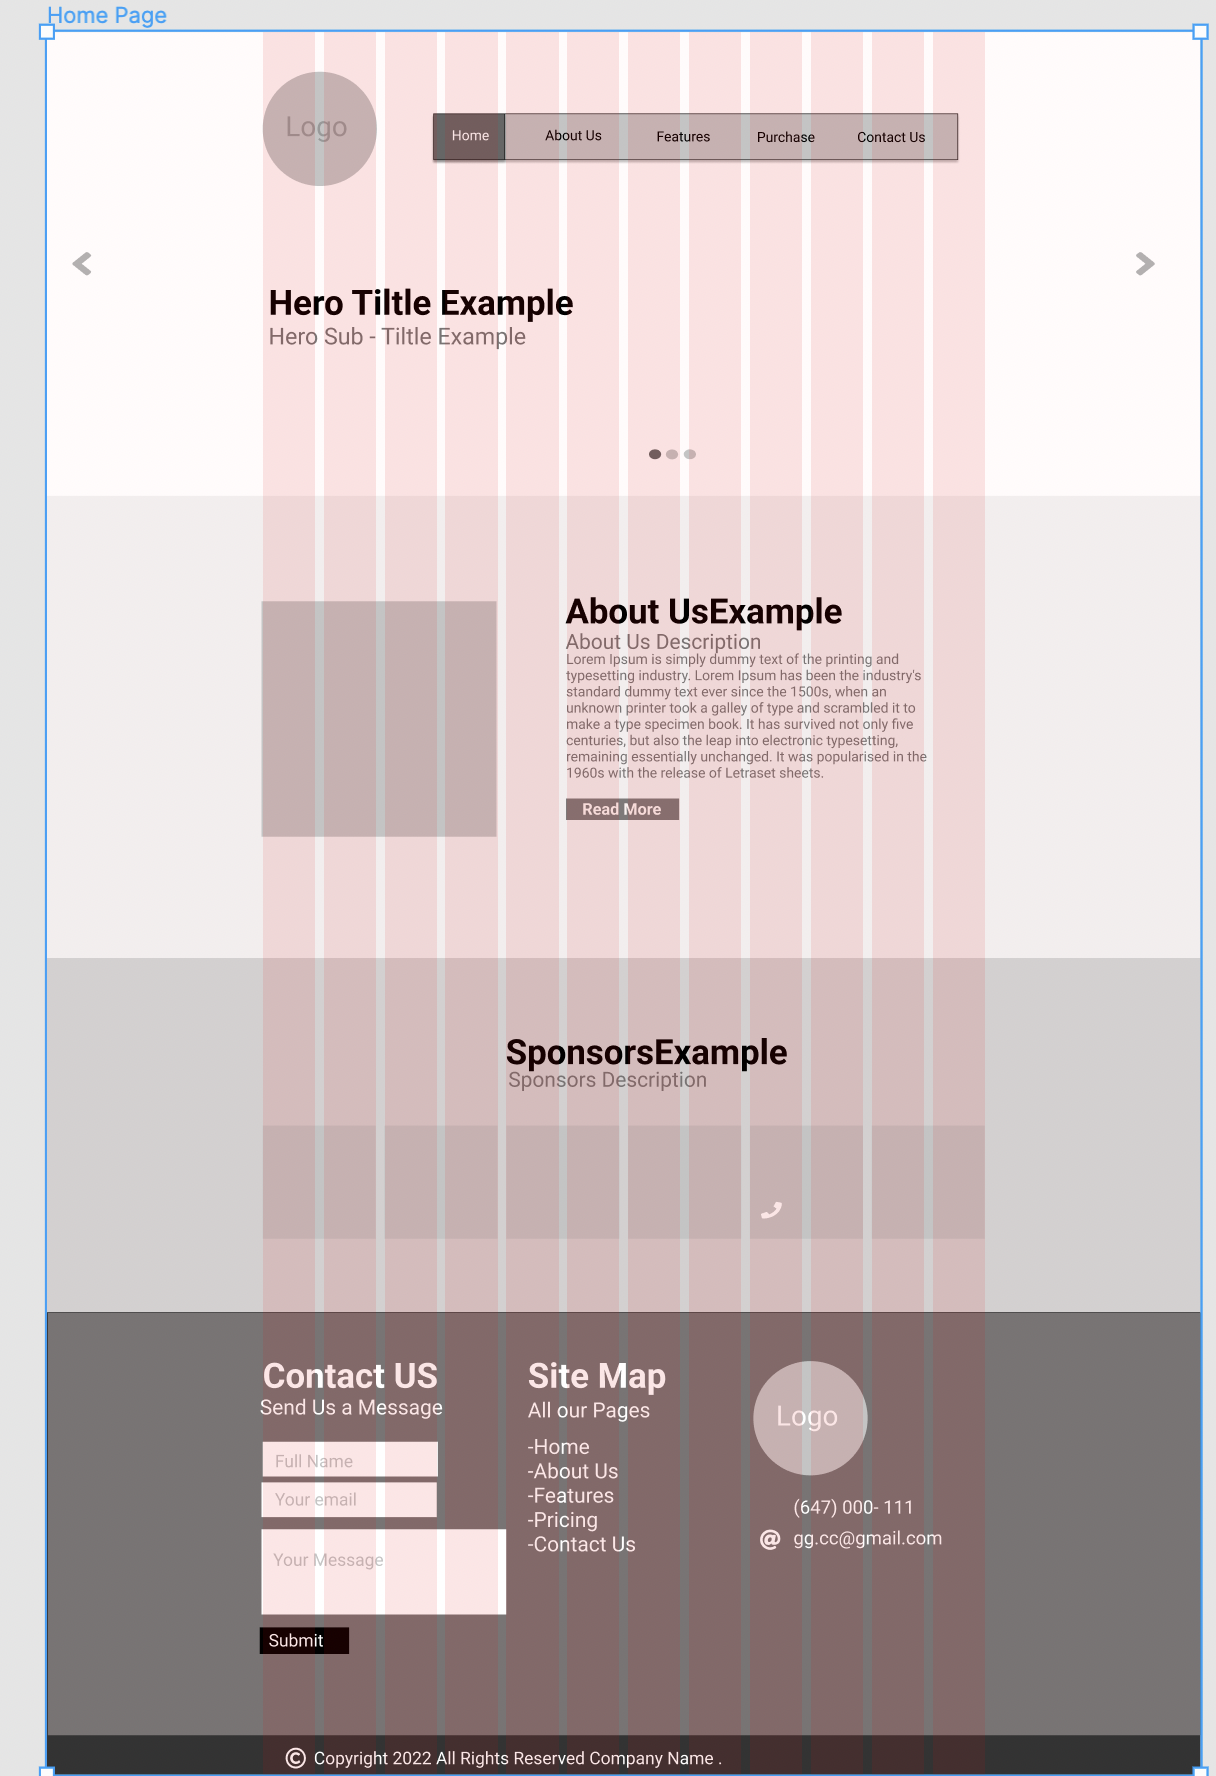 Home Page
Logo
Home
About Us
Features
Purchase
Contact Us
Hero Tiltle Example
Hero Sub - Tiltle Example
About UsExample
About Us Description
Lorem Ipsum is simply dummy text of the printing and
typesetting industry. Lorem Ipsum has been the industry's
standard dummy text ever since the 1500s, when an
unknown printer took a galley of type and scrambled it to
make a type specimen book. It has survived not only five
centuries, but also the leap into electronic typesetting,
remaining essentially unchanged. It was popularised in the
1960s with the release of Letraset sheets.
Read More
SponsorsExample
Sponsors Description
Contact US
Send Us a Message
Full Name
Your email
Your Message
Submit
Site Map
All our Pages
-Home
-About Us
-Features
-Pricing
-Contact Us
Logo
(647) 000- 111
@ gg.cc@gmail.com
© Copyright 2022 All Rights Reserved Company Name .